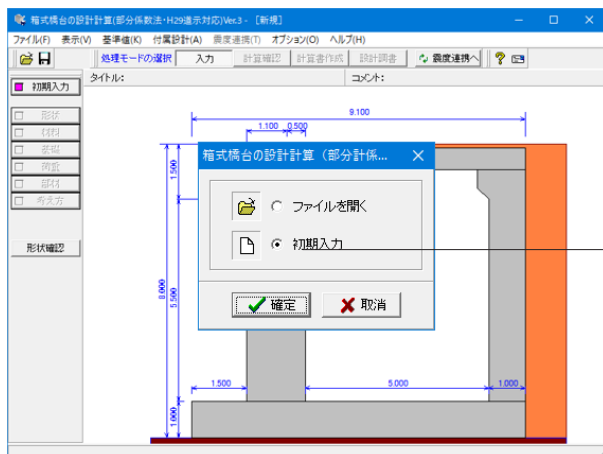 箱式橋台の設計計算(部分係数法・H29道示対応)Ver.3 - [新規]
ファイル(F) 表示(V) 基準値(K) 付属設計(A) 震度連携(T) オプション(O) ヘルプ(H)
処理モードの選択 入力 計算確認 計算書作成 設計調書 震度連携へ
初期入力 タイトル: コメント:
形状
材料
基礎
荷重
部材
考え方
形状確認
9.100
1.100 0.500
1.500
8.000
5.500
1.500 5.000 1.000
1.000
箱式橋台の設計計算（部分計係...
ファイルを開く
初期入力
確定 取消